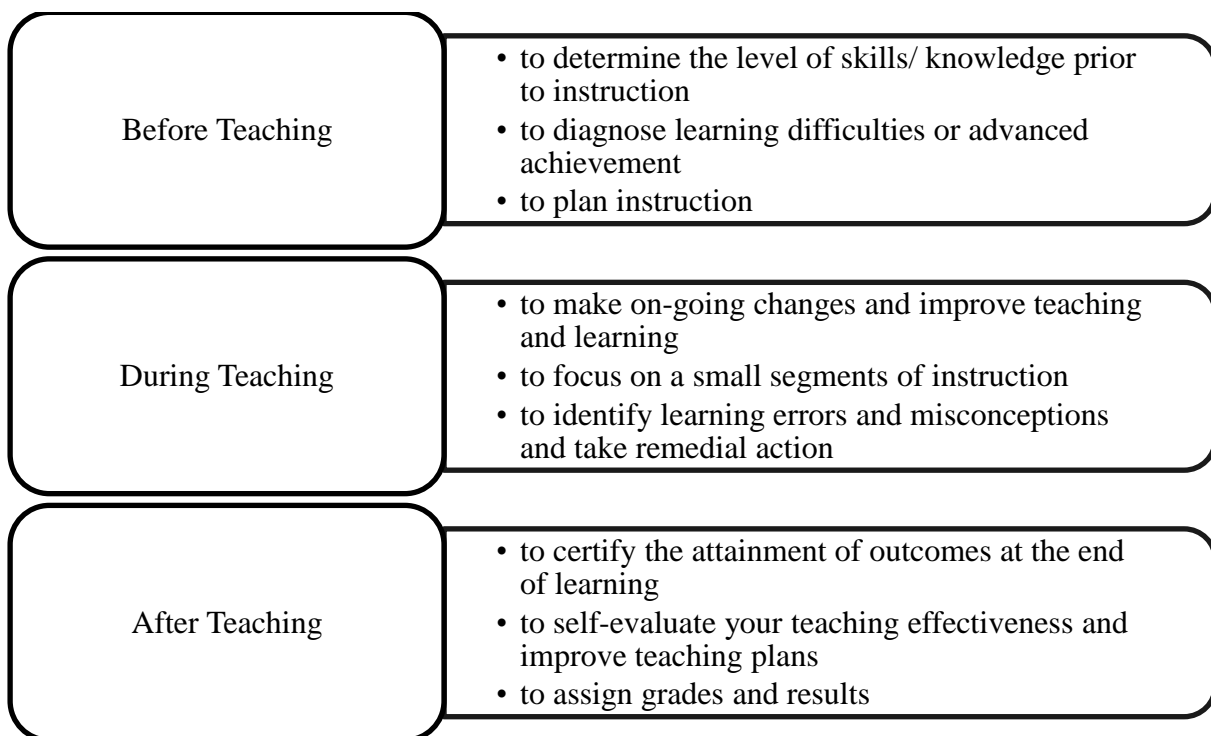 Before Teaching
• to determine the level of skills/ knowledge prior
to instruction
• to diagnose learning difficulties or advanced
achievement
• to plan instruction
During Teaching
• to make on-going changes and improve teaching
and learning
• to focus on a small segments of instruction
• to identify learning errors and misconceptions
and take remedial action
After Teaching
• to certify the attainment of outcomes at the end
of learning
• to self-evaluate your teaching effectiveness and
improve teaching plans
• to assign grades and results